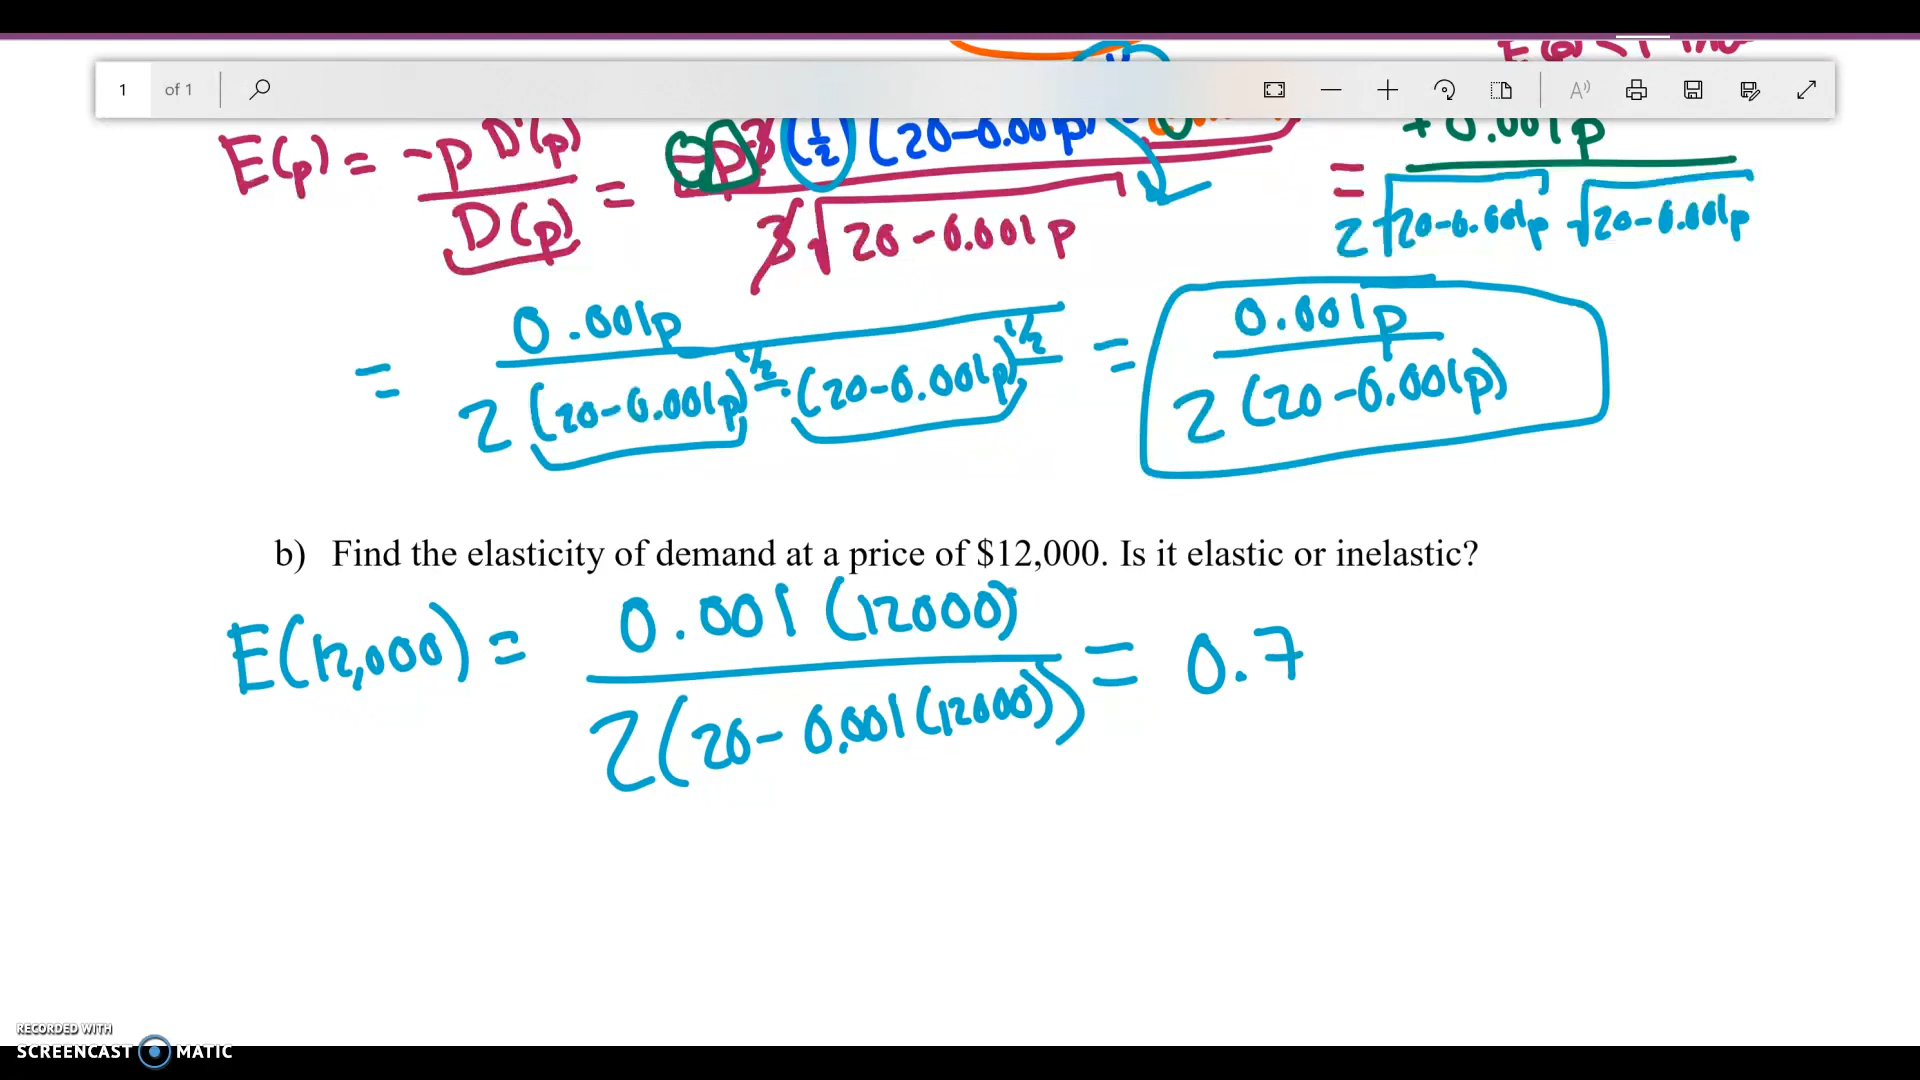 1 of 1
E(p) = -p D'(p) / D(p) = -p 3 (1/2) (20-0.001p) / 3√20-0.001p = +0.001p / 2√20-0.001p √20-0.001p
= 0.001p / 2(20-0.001p)^1/2 · (20-0.001p)^1/2 = 0.001p / 2(20-0.001p)
b) Find the elasticity of demand at a price of $12,000. Is it elastic or inelastic?
E(12,000) = 0.001(12000) / 2(20-0.001(12000)) = 0.7
RECORDED WITH
SCREENCAST MATIC